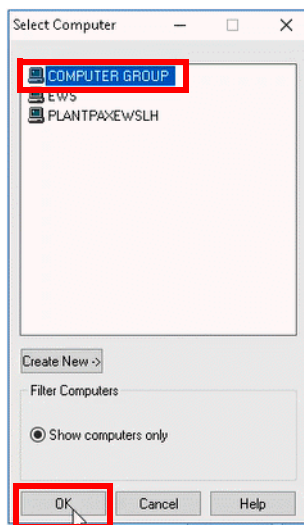 Select Computer
COMPUTER GROUP
EWS
PLANTPAXEWSLH
Create New ->
Filter Computers
Show computers only
OK Cancel Help